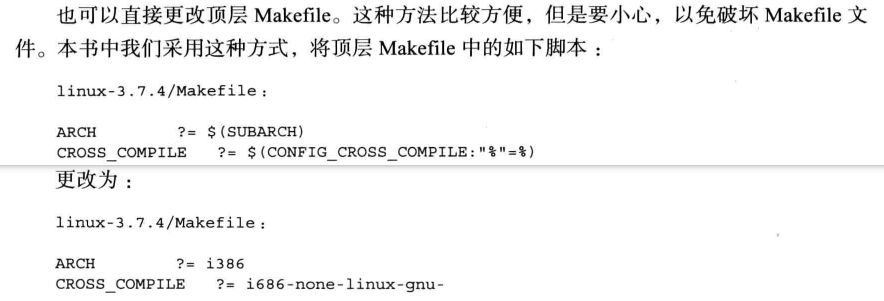 也可以直接更改顶层 Makefile。这种方法比较方便，但是要小心，以免破坏 Makefile 文
件。本书中我们采用这种方式，将顶层 Makefile 中的如下脚本：
linux-3.7.4/Makefile：
ARCH ?= $(SUBARCH)
CROSS_COMPILE ?= $(CONFIG_CROSS_COMPILE:"%"=%)
更改为：
linux-3.7.4/Makefile：
ARCH ?= i386
CROSS_COMPILE ?= i686-none-linux-gnu-